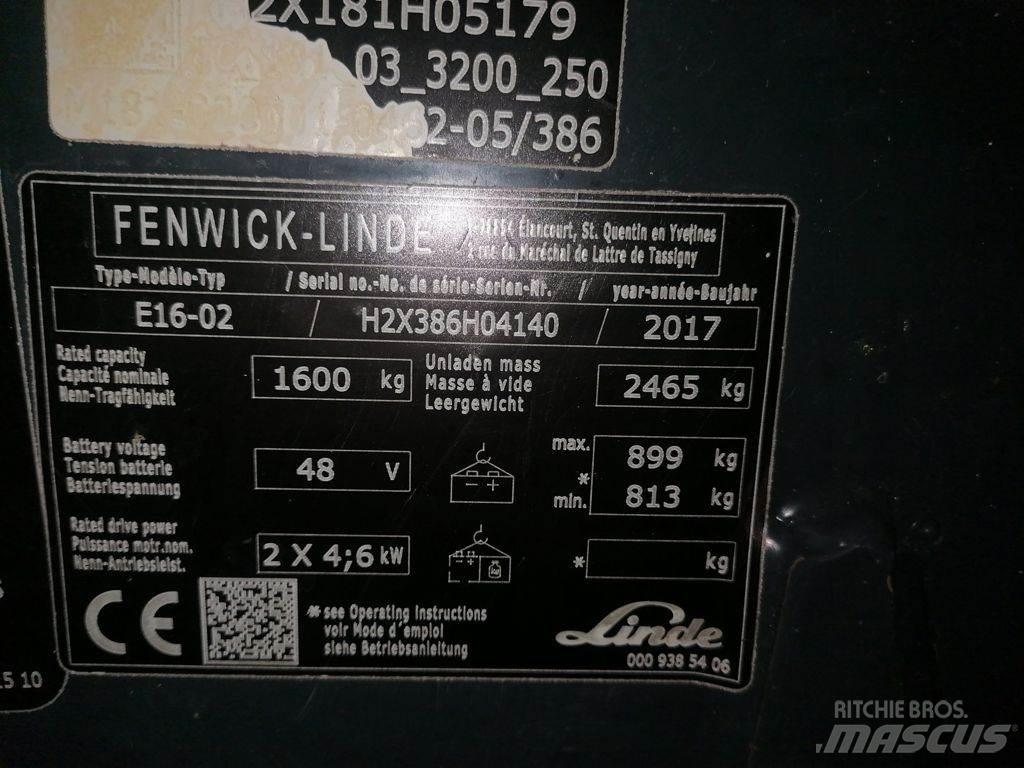 2X181H05179
03_3200_250
52-05/386
FENWICK-LINDE
Élancourt, St. Quentin en Yvelines
rue du Maréchal de Lattre de Tassigny
Type-Modèle-Typ / Serial no.-No. de série-Serien-Nr. / year-année-Baujahr
E16-02 / H2X386H04140 / 2017
Rated capacity
Capacité nominale
Nenn-Tragfähigkeit
1600 kg
Unladen mass
Masse à vide
Leergewicht
2465 kg
Battery voltage
Tension batterie
Batteriespannung
48 V
max. 899 kg
*
min. 813 kg
Rated drive power
Puissance motr.nom.
Nenn-Antriebsleist.
2 X 4;6 kW
* kg
CE
* see Operating Instructions
voir Mode d'emploi
siehe Betriebsanleitung
Linde
000 938 54 06
15 10
RITCHIE BROS.
MASCUS